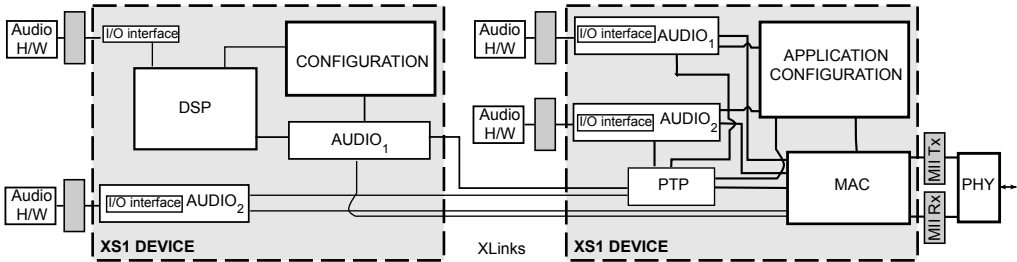 Audio
H/W
I/O interface
DSP
CONFIGURATION
AUDIO1
Audio
H/W
I/O interface AUDIO2
XS1 DEVICE
XLinks
Audio
H/W
I/O interface AUDIO1
Audio
H/W
I/O interface AUDIO2
APPLICATION
CONFIGURATION
PTP
MAC
MII Tx
MII Rx
PHY
XS1 DEVICE